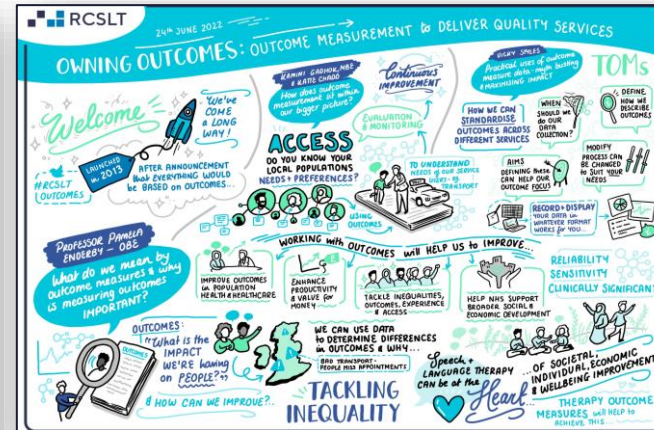 RCSLT
24th JUNE 2022
OWNING OUTCOMES: OUTCOME MEASUREMENT to DELIVER QUALITY SERVICES
Welcome
"We've
COME
A LONG
WAY!
LAUNCHED
in 2013
#RCSLT
OUTCOMES
AFTER ANNOUNCEMENT
that EVERYTHING WOULD
be BASED on OUTCOMES...
KAMINI GADHOK, MBE
& KATIE CHADD
How does outcome
measurement fit within
our bigger picture?
Continuous
IMPROVEMENT
EVALUATION
& MONITORING
ACCESS
DO YOU KNOW YOUR
LOCAL POPULATIONS
NEEDS + PREFERENCES?
TO UNDERSTAND
NEEDS of OUR SERVICE
USERS - eg.
TRANSPORT
USING
OUTCOMES
Practical uses of outcome
measure data - myth busting
& MAXIMISING IMPACT
TOMs
HOW WE CAN
STANDARDISE
OUTCOMES ACROSS
DIFFERENT SERVICES
WHEN
SHOULD we
do OUR
DATA
COLLECTION?
DEFINE
HOW WE
DESCRIBE
OUTCOMES
AIMS
DEFINING these
CAN HELP OUR
OUTCOME FOCUS
MODIFY
PROCESS CAN
BE CHANGED
to SUIT YOUR
NEEDS
RECORD + DISPLAY
YOUR DATA in
WHATEVER FORMAT
WORKS for YOU...
PROFESSOR PAMELA
ENDERBY - OBE
What do we mean by
outcome measures & why
is measuring outcomes
IMPORTANT?
WORKING with OUTCOMES will HELP US to IMPROVE...
IMPROVE OUTCOMES
in POPULATION
HEALTH & HEALTHCARE
ENHANCE
PRODUCTIVITY
& VALUE for
MONEY
TACKLE INEQUALITIES,
OUTCOMES, EXPERIENCE
& ACCESS
HELP NHS SUPPORT
BROADER SOCIAL &
ECONOMIC DEVELOPMENT
RELIABILITY
SENSITIVITY
CLINICALLY SIGNIFICANT
OUTCOMES
OUTCOMES:
"What is the
IMPACT
WE'RE having
on PEOPLE?"
& HOW CAN WE IMPROVE?..
WE CAN USE DATA
to DETERMINE DIFFERENCES
in OUTCOMES & WHY...
BAD TRANSPORT -
PEOPLE MISS APPOINTMENTS
TACKLING
INEQUALITY
Speech +
LANGUAGE THERAPY
CAN be at the
Heart...
...OF SOCIETAL,
INDIVIDUAL, ECONOMIC
& WELLBEING IMPROVEMENT
THERAPY OUTCOME
MEASURES will HELP to
ACHIEVE THIS...